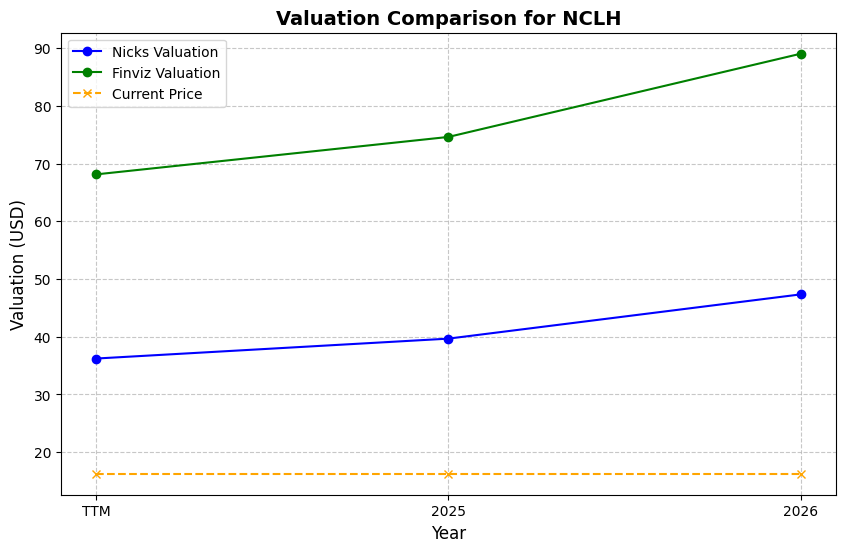 Valuation Comparison for NCLH
Nicks Valuation
Finviz Valuation
Current Price
Valuation (USD)
90
80
70
60
50
40
30
20
TTM
2025
2026
Year